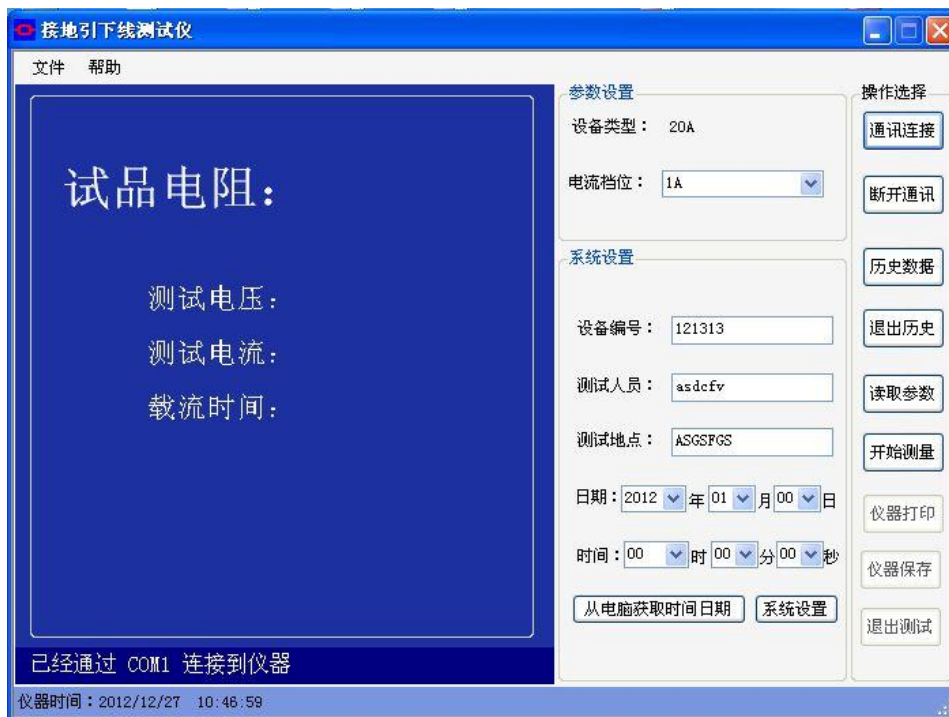 接地引下线测试仪
文件 帮助
试品电阻：
测试电压：
测试电流：
载流时间：
已经通过 COM1 连接到仪器
仪器时间：2012/12/27 10:46:59
参数设置
设备类型： 20A
电流档位： 1A
系统设置
设备编号： 121313
测试人员： asdcfv
测试地点： ASGSFGS
日期：2012 年 01 月 00 日
时间：00 时 00 分 00 秒
从电脑获取时间日期 系统设置
操作选择
通讯连接
断开通讯
历史数据
退出历史
读取参数
开始测量
仪器打印
仪器保存
退出测试